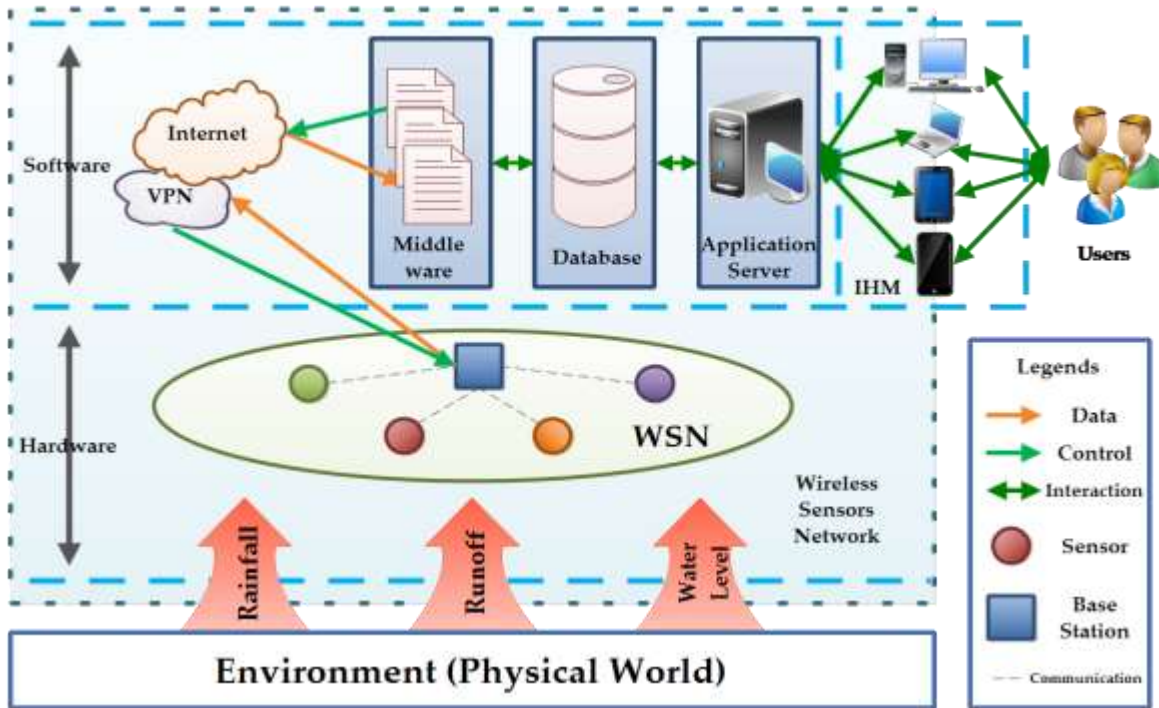 Software
Internet
VPN
Middle
ware
Database
Application
Server
IHM
Users
Hardware
WSN
Wireless
Sensors
Network
Rainfall
Runoff
Water
Level
Environment (Physical World)
Legends
Data
Control
Interaction
Sensor
Base
Station
Communication